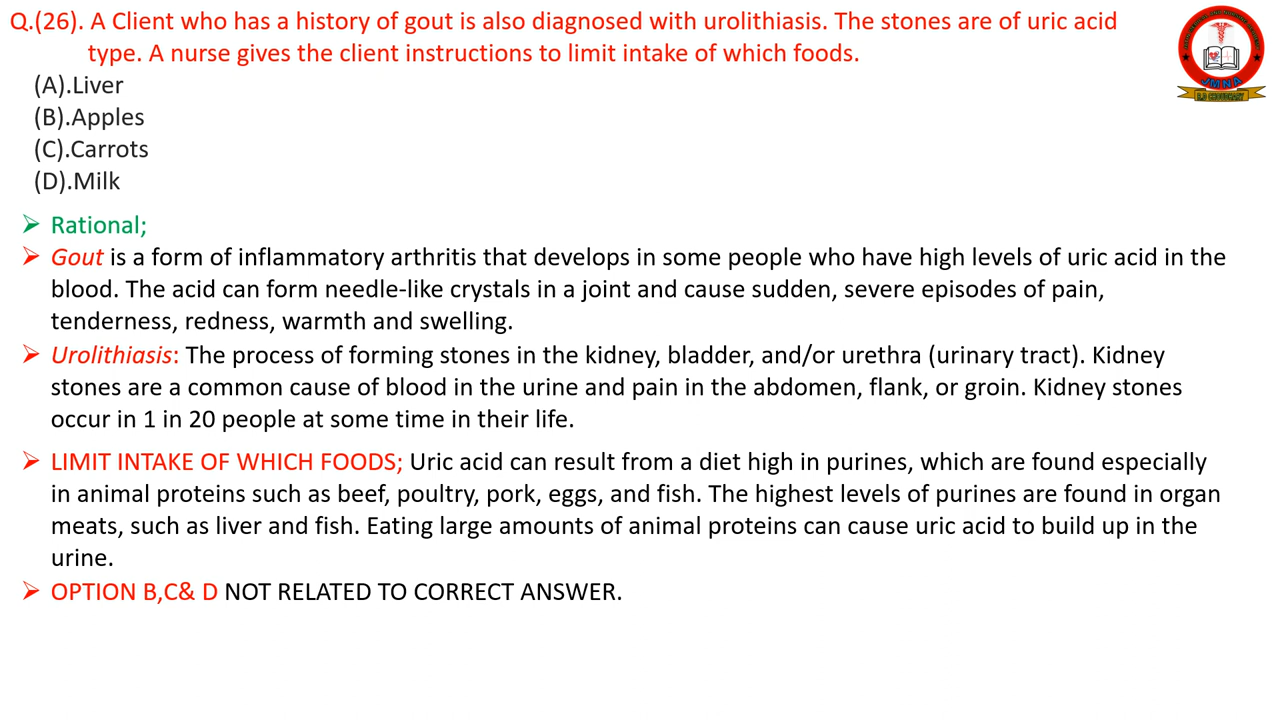 Q.(26). A Client who has a history of gout is also diagnosed with urolithiasis. The stones are of uric acid
type. A nurse gives the client instructions to limit intake of which foods.
(A).Liver
(B).Apples
(C).Carrots
(D).Milk
➢ Rational;
➢ Gout is a form of inflammatory arthritis that develops in some people who have high levels of uric acid in the
blood. The acid can form needle-like crystals in a joint and cause sudden, severe episodes of pain,
tenderness, redness, warmth and swelling.
➢ Urolithiasis: The process of forming stones in the kidney, bladder, and/or urethra (urinary tract). Kidney
stones are a common cause of blood in the urine and pain in the abdomen, flank, or groin. Kidney stones
occur in 1 in 20 people at some time in their life.
➢ LIMIT INTAKE OF WHICH FOODS; Uric acid can result from a diet high in purines, which are found especially
in animal proteins such as beef, poultry, pork, eggs, and fish. The highest levels of purines are found in organ
meats, such as liver and fish. Eating large amounts of animal proteins can cause uric acid to build up in the
urine.
➢ OPTION B,C& D NOT RELATED TO CORRECT ANSWER.
JMNA